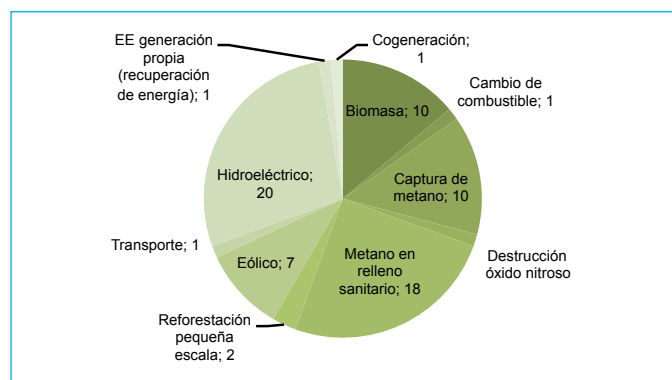 EE generación
propia
(recuperación
de energía); 1
Cogeneración;
1
Cambio de
combustible; 1
Biomasa; 10
Captura de
metano; 10
Destrucción
óxido nitroso
Metano en
relleno
sanitario; 18
Reforestación
pequeña
escala; 2
Eólico; 7
Transporte; 1
Hidroeléctrico;
20